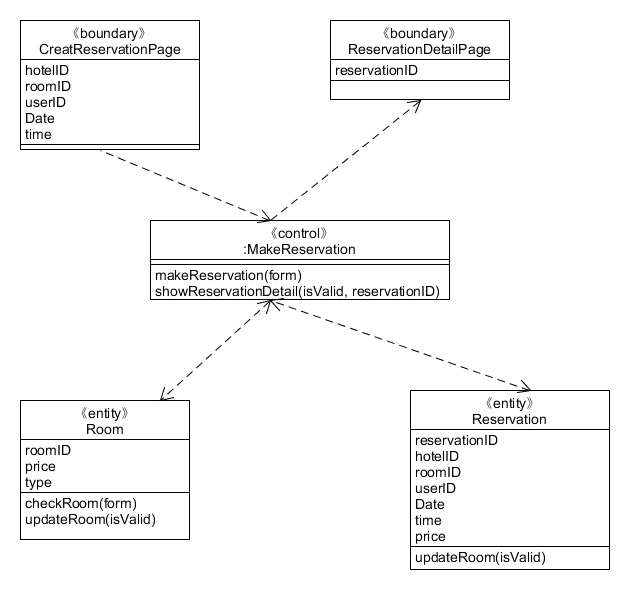 《boundary》
CreatReservationPage
hotelID
roomID
userID
Date
time
《boundary》
ReservationDetailPage
reservationID
《control》
:MakeReservation
makeReservation(form)
showReservationDetail(isValid, reservationID)
《entity》
Room
roomID
price
type
checkRoom(form)
updateRoom(isValid)
《entity》
Reservation
reservationID
hotelID
roomID
userID
Date
time
price
updateRoom(isValid)